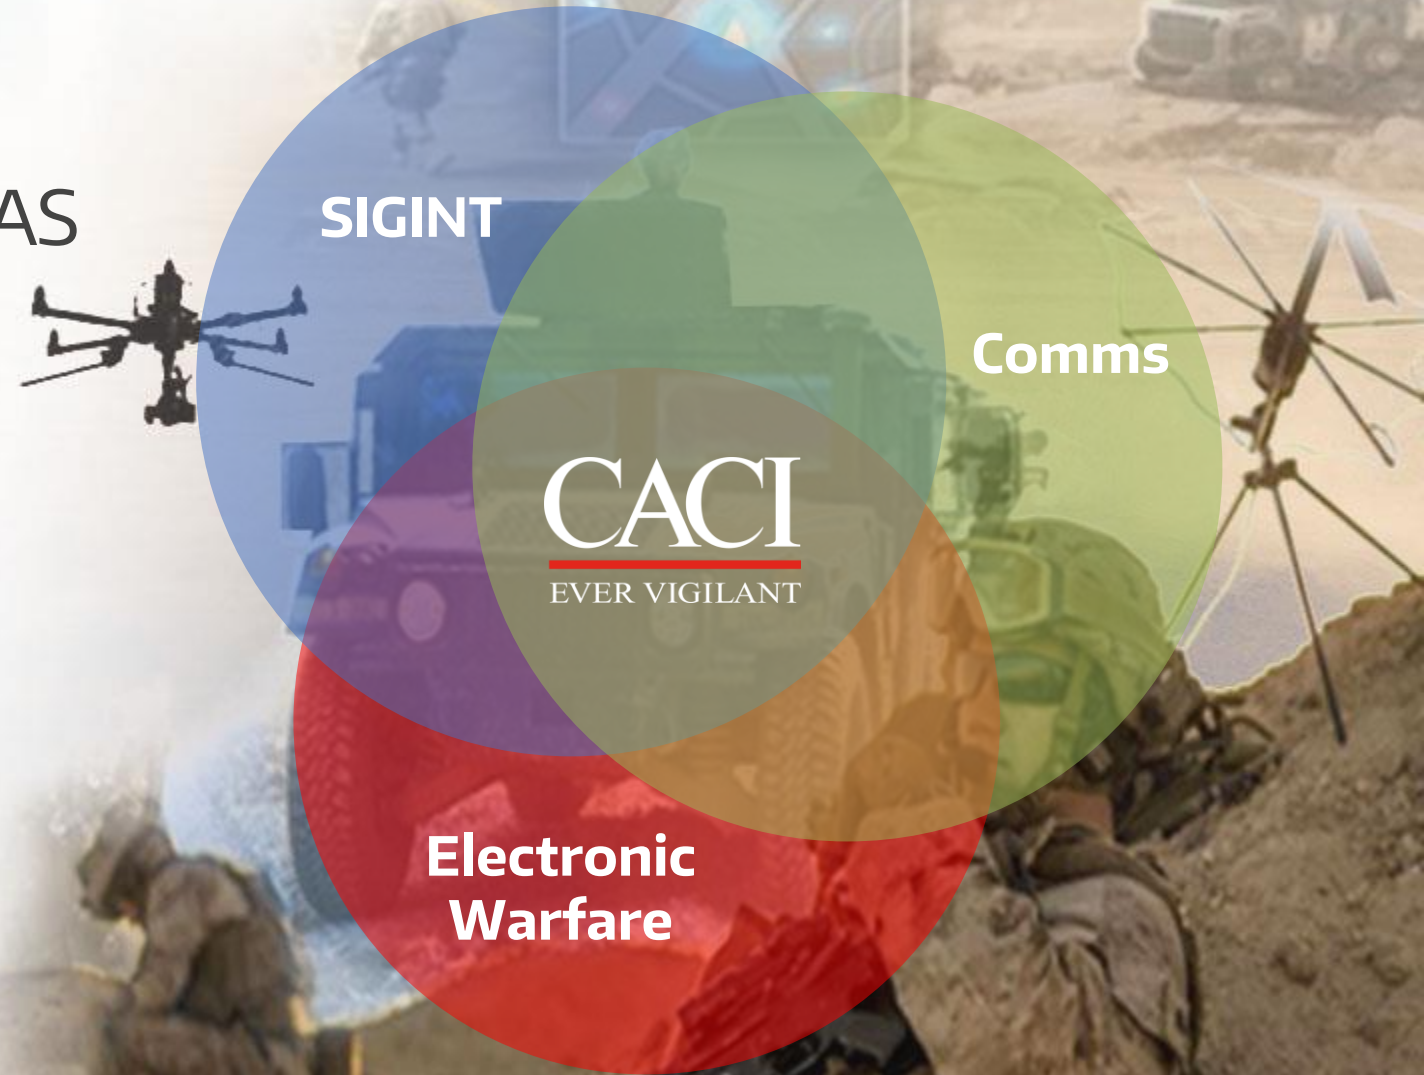 AS
SIGINT
Comms
CACI
EVER VIGILANT
Electronic
Warfare